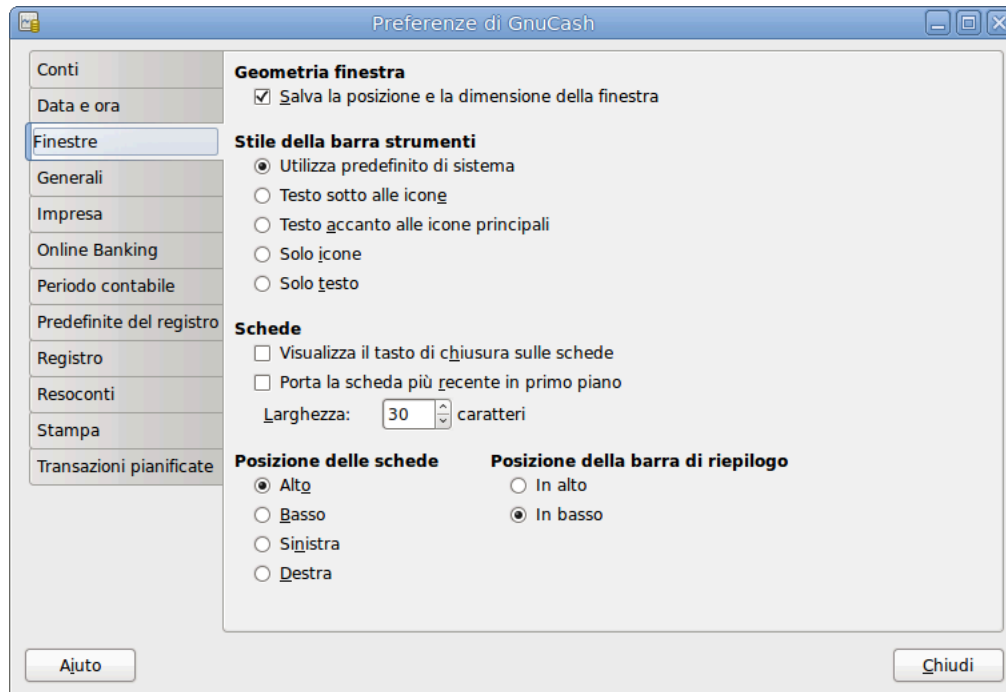 Preferenze di GnuCash
Conti
Data e ora
Finestre
Generali
Impresa
Online Banking
Periodo contabile
Predefinite del registro
Registro
Resoconti
Stampa
Transazioni pianificate
Geometria finestra
Salva la posizione e la dimensione della finestra
Stile della barra strumenti
Utilizza predefinito di sistema
Testo sotto alle icone
Testo accanto alle icone principali
Solo icone
Solo testo
Schede
Visualizza il tasto di chiusura sulle schede
Porta la scheda più recente in primo piano
Larghezza: 30 caratteri
Posizione delle schede
Alto
Basso
Sinistra
Destra
Posizione della barra di riepilogo
In alto
In basso
Aiuto
Chiudi